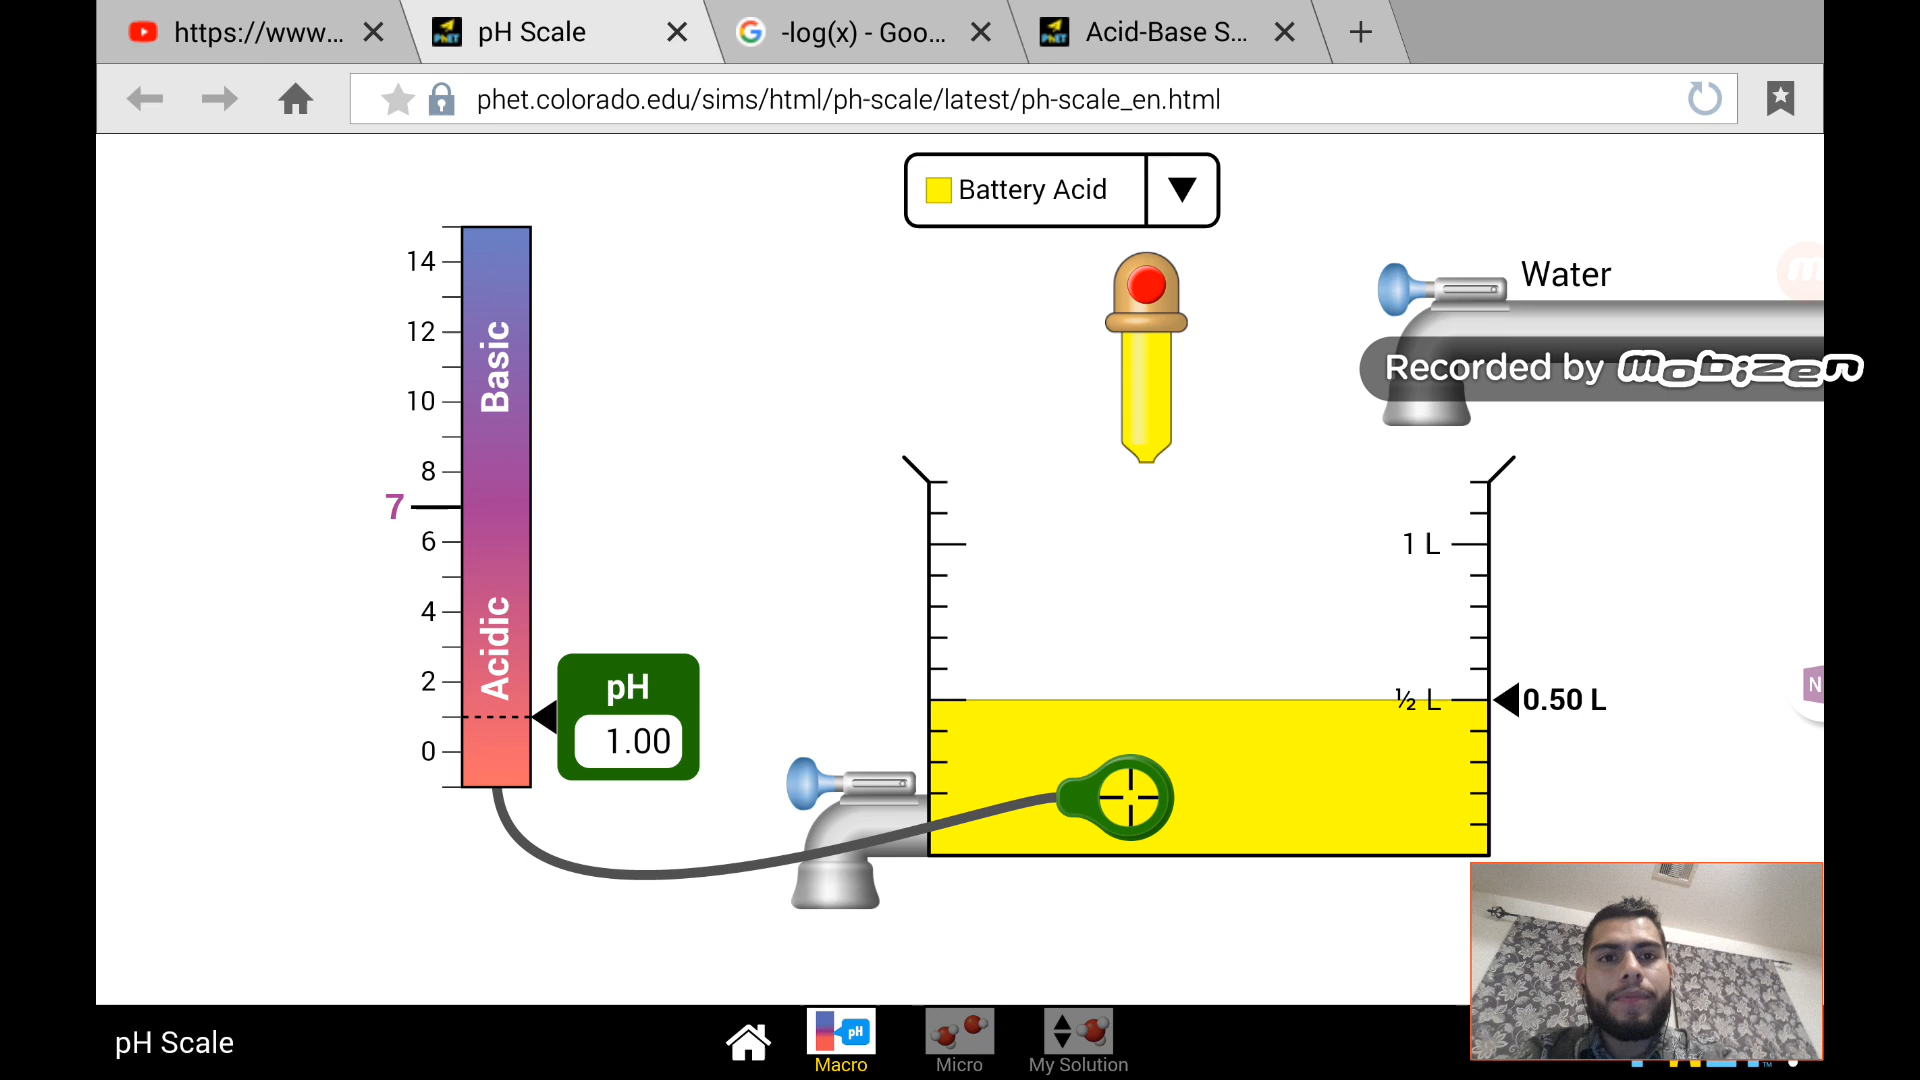 https://www...
pH Scale
-log(x) - Goo...
Acid-Base S...
phet.colorado.edu/sims/html/ph-scale/latest/ph-scale_en.html
Battery Acid
Water
Recorded by mobizen
14
12
10
8
7
6
4
2
0
Basic
Acidic
pH
1.00
1 L
½ L
0.50 L
N
pH Scale
pH
Macro
Micro
My Solution